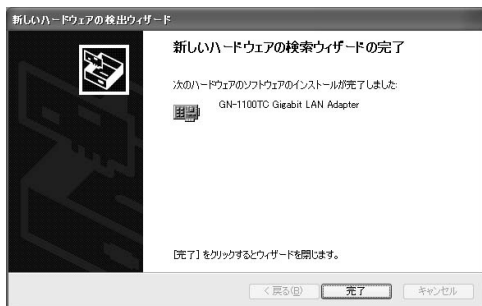 新しいハードウェアの検出ウィザード
新しいハードウェアの検索ウィザードの完了
次のハードウェアのソフトウェアのインストールが完了しました:
GN-1100TC Gigabit LAN Adapter
[完了] をクリックするとウィザードを閉じます。
< 戻る(B)
完了
キャンセル